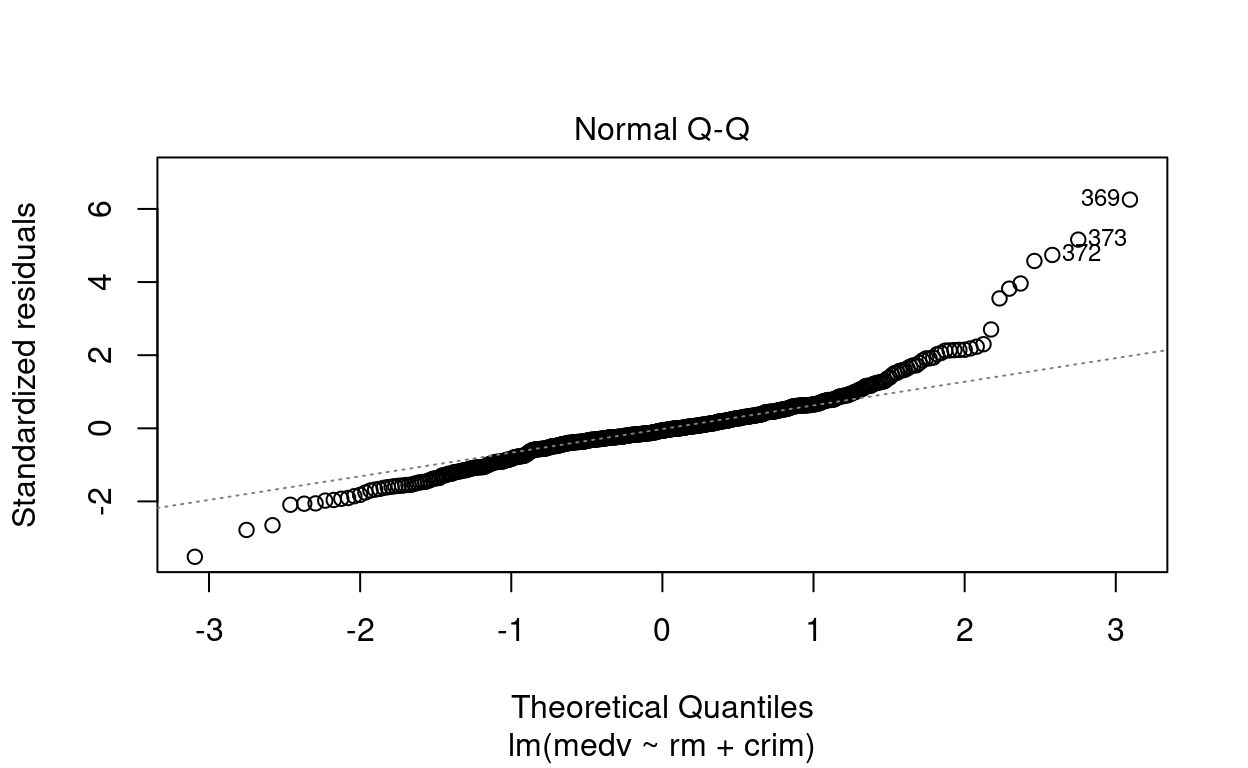 Normal Q-Q
Standardized residuals
6
4
2
0
-2
369
373
372
-3 -2 -1 0 1 2 3
Theoretical Quantiles
lm(medv ~ rm + crim)